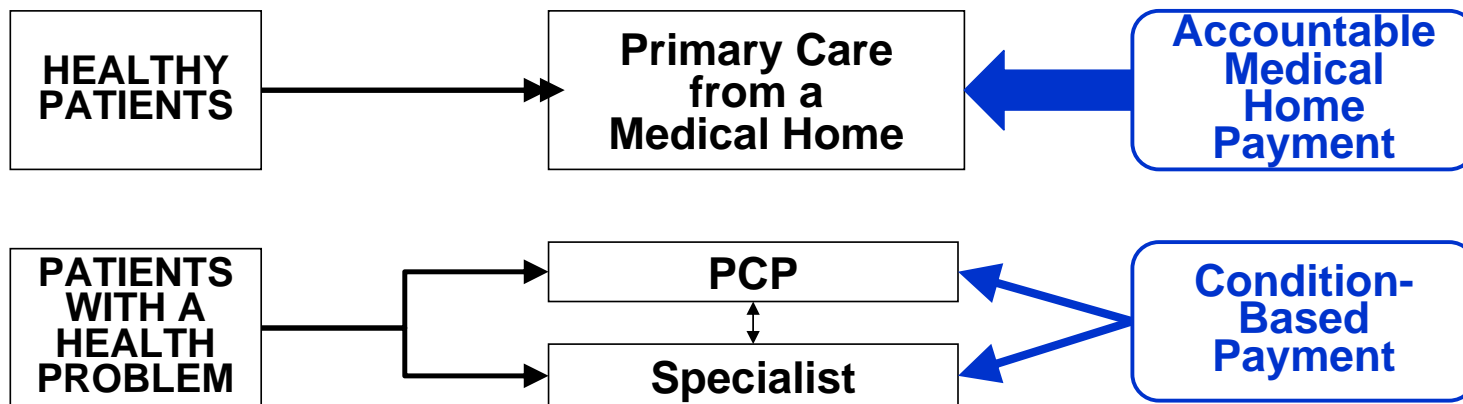 HEALTHY
PATIENTS
Primary Care
from a
Medical Home
Accountable
Medical
Home
Payment
PATIENTS
WITH A
HEALTH
PROBLEM
PCP
Specialist
Condition-
Based
Payment